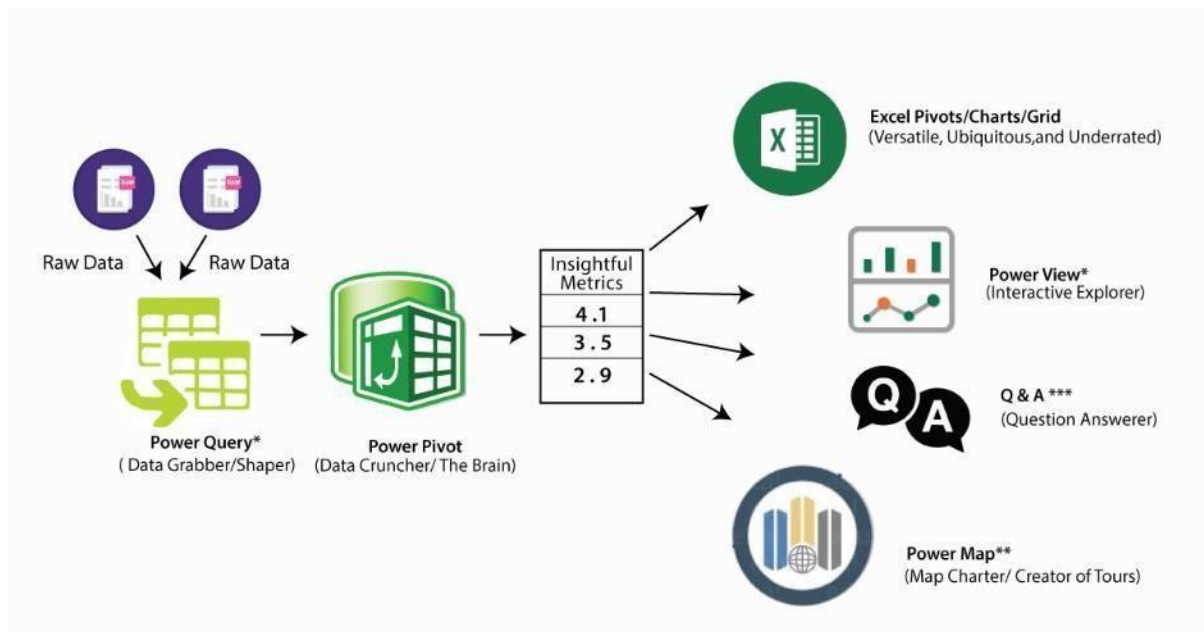 Excel Pivots/Charts/Grid
(Versatile, Ubiquitous,and Underrated)
RAW
RAW
Raw Data
Raw Data
Insightful
Metrics
4.1
3.5
2.9
Power View*
(Interactive Explorer)
Q & A ***
(Question Answerer)
Q
A
Power Query*
( Data Grabber/Shaper)
Power Pivot
(Data Cruncher/ The Brain)
Power Map**
(Map Charter/ Creator of Tours)
X